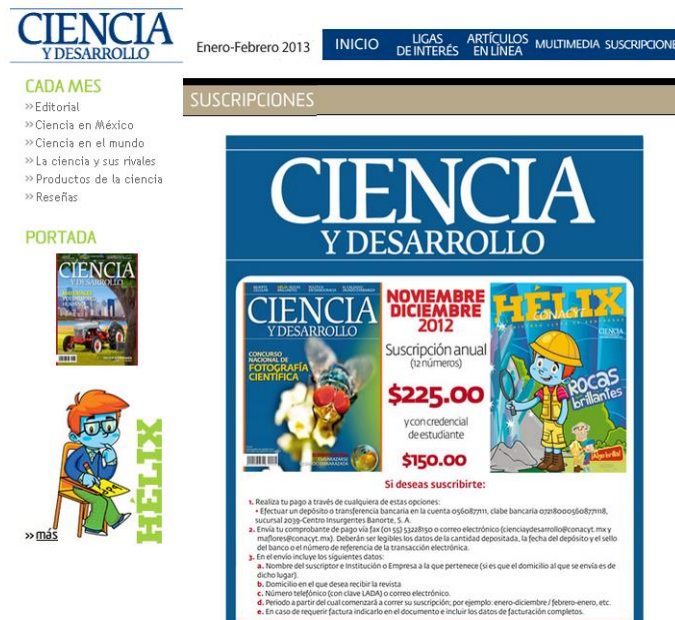 CIENCIA
Y DESARROLLO
Enero-Febrero 2013
INICIO
LIGAS
DE INTERÉS
ARTÍCULOS
EN LÍNEA
MULTIMEDIA
SUSCRIPCIONE
CADA MES
»Editorial
»Ciencia en México
»Ciencia en el mundo
»La ciencia y sus rivales
»Productos de la ciencia
»Reseñas
PORTADA
CIENCIA
Y DESARROLLO
HÉLIX
»más
SUSCRIPCIONES
CIENCIA
Y DESARROLLO
CIENCIA
Y DESARROLLO
CONCURSO
NACIONAL DE
FOTOGRAFÍA
CIENTÍFICA
NOVIEMBRE
DICIEMBRE
2012
Suscripción anual
(12 números)
$225.00
y con credencial
de estudiante
$150.00
HÉLIX
CONACYT
CIENCIA
ROCAS
brillantes
¡Algo brilla!
Si deseas suscribirte:
1. Realiza tu pago a través de cualquiera de estas opciones:
• Efectuar un depósito o transferencia bancaria en la cuenta 0560871111, clabe bancaria
sucursal 2039-Centro Insurgentes Banorte, S. A.
2. Envía tu comprobante de pago vía fax (01 55) 53228150 o correo electrónico (cienciaydesarrollo@conacyt.mx y
maflores@conacyt.mx). Deberán ser legibles los datos de la cantidad depositada, la fecha del depósito y el sello
del banco o el número de referencia de la transacción electrónica.
3. En el envío incluye los siguientes datos:
a. Nombre del suscriptor e Institución o Empresa a la que pertenece (si es que el domicilio al que se envía es de
dicho lugar).
b. Domicilio en el que desea recibir la revista
c. Número telefónico (con clave LADA) o correo electrónico.
d. Periodo a partir del cual comenzará a correr su suscripción; por ejemplo: enero-diciembre / febrero-enero, etc.
e. En caso de requerir factura indicarlo en el documento e incluir los datos de facturación completos.